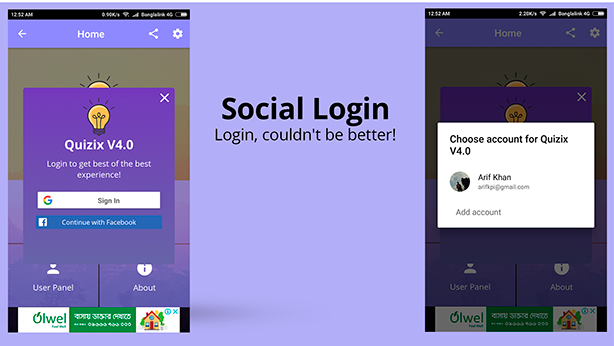 12:52 AM
0.90K/s
Banglalink 4G
Home
Quizix V4.0
Login to get best of the best
experience!
Sign In
Continue with Facebook
User Panel
About
Olwel
বাসায় ডাক্তার দেখাতে
Social Login
Login, couldn't be better!
12:52 AM
2.20K/s
Banglalink 4G
Home
Choose account for Quizix
V4.0
Arif Khan
arifkpi@gmail.com
Add account
User Panel
About
Olwel
বাসায় ডাক্তার দেখাতে